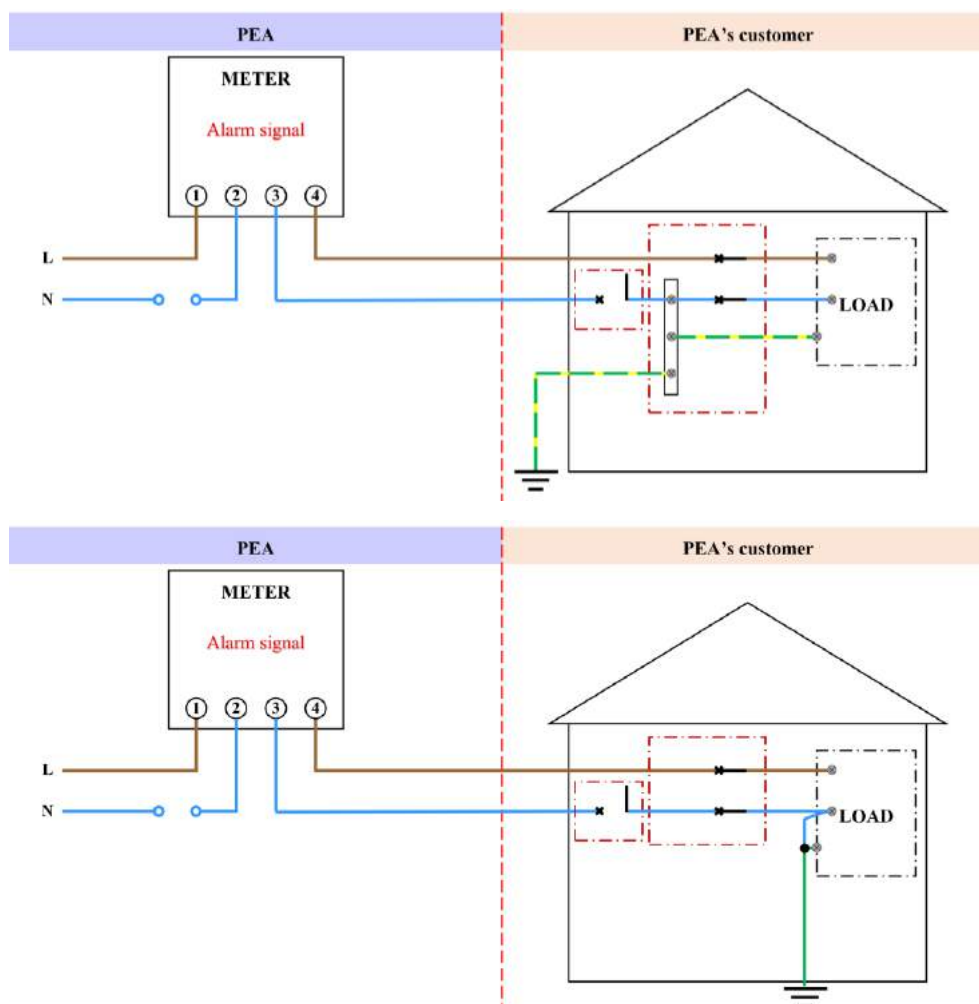 PEA PEA's customer
METER
Alarm signal
1 2 3 4
L
N
LOAD
PEA PEA's customer
METER
Alarm signal
1 2 3 4
L
N
LOAD